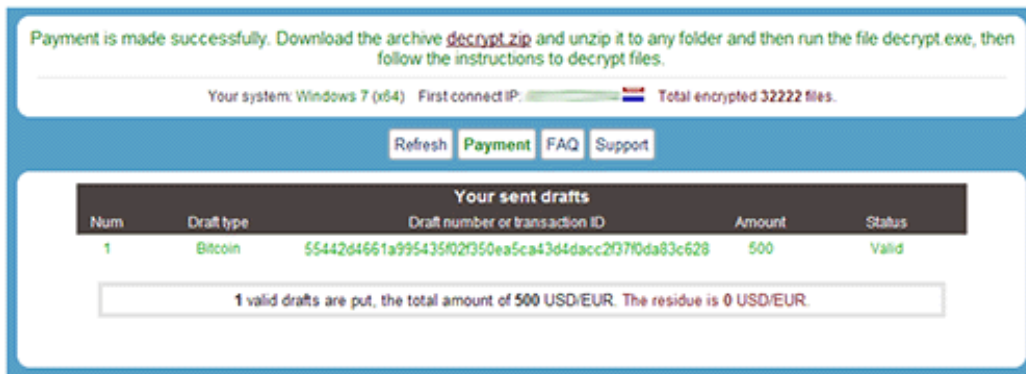 Payment is made successfully. Download the archive decrypt.zip and unzip it to any folder and then run the file decrypt.exe, then
follow the instructions to decrypt files.
Your system: Windows 7 (x64) First connect IP: Total encrypted 32222 files.
Refresh Payment FAQ Support
Your sent drafts
Num Draft type Draft number or transaction ID Amount Status
1 Bitcoin 55442d4661a995435f02f350ea5ca43d4dacc2f37f0da83c628 500 Valid
1 valid drafts are put, the total amount of 500 USD/EUR. The residue is 0 USD/EUR.